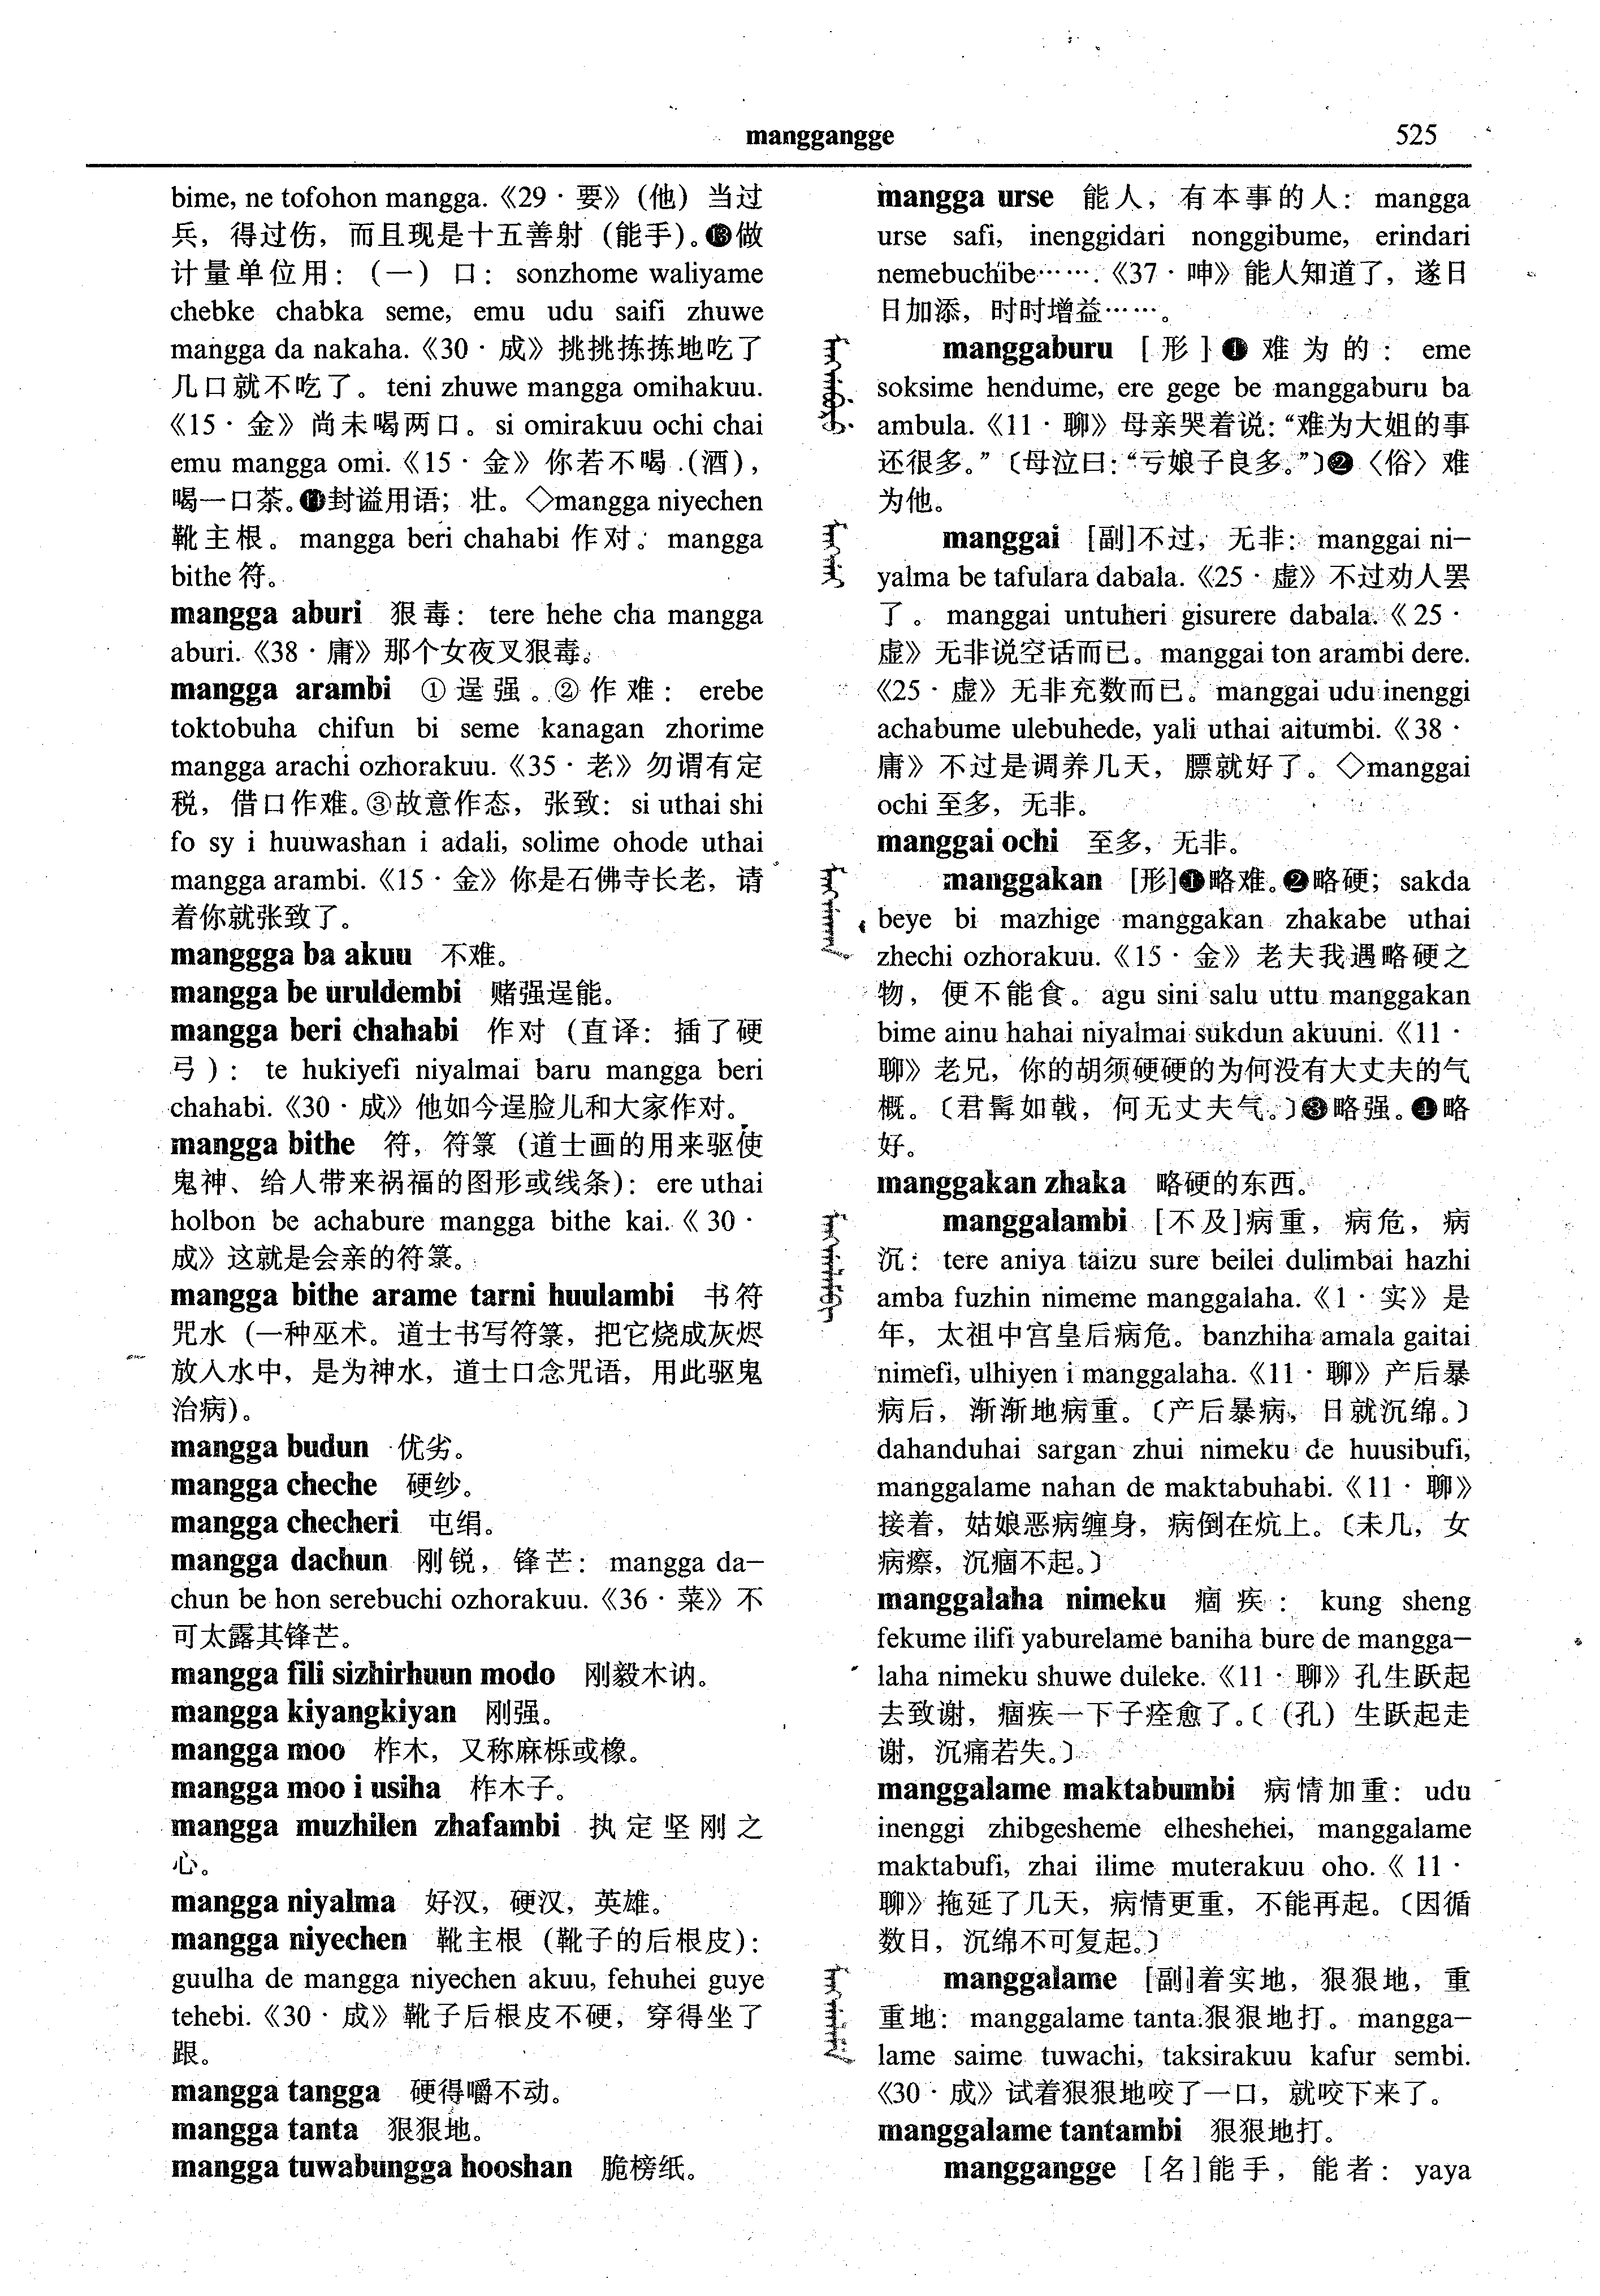 manggangge 525
bime, ne tofohon mangga.《29 · 要》（他）当过
兵，得过伤，而且现是十五善射（能手）。⓭做
计量单位用：（一）口：sonzhome waliyame
chebke chabka seme, emu udu saifi zhuwe
mangga da nakaha.《30 · 成》挑挑拣拣地吃了
几口就不吃了。teni zhuwe mangga omihakuu.
《15 · 金》尚未喝两口。si omirakuu ochi chai
emu mangga omi.《15 · 金》你若不喝（酒），
喝一口茶。⓮封谥用语；壮。◇mangga niyechen
靴主根。mangga beri chahabi 作对。mangga
bithe 符。
mangga aburi 狠毒：tere hehe cha mangga
aburi.《38 · 庸》那个女夜叉狠毒。
mangga arambi ①逞强。②作难：erebe
toktobuha chifun bi seme kanagan zhorime
mangga arachi ozhorakuu.《35 · 老》勿谓有定
税，借口作难。③故意作态，张致：si uthai shi
fo sy i huuwashan i adali, solime ohode uthai
mangga arambi.《15 · 金》你是石佛寺长老，请
着你就张致了。
manggga ba akuu 不难。
mangga be uruldembi 赌强逞能。
mangga beri chahabi 作对（直译：插了硬
弓）：te hukiyefi niyalmai baru mangga beri
chahabi.《30 · 成》他如今逞脸儿和大家作对。
mangga bithe 符，符箓（道士画的用来驱使
鬼神、给人带来祸福的图形或线条）：ere uthai
holbon be achabure mangga bithe kai.《30 ·
成》这就是会亲的符箓。
mangga bithe arame tarni huulambi 书符
咒水（一种巫术。道士书写符箓，把它烧成灰烬
放入水中，是为神水，道士口念咒语，用此驱鬼
治病）。
mangga budun 优劣。
mangga cheche 硬纱。
mangga checheri 屯绢。
mangga dachun 刚锐，锋芒：mangga da–
chun be hon serebuchi ozhorakuu.《36 · 菜》不
可太露其锋芒。
mangga fili sizhirhuun modo 刚毅木讷。
mangga kiyangkiyan 刚强。
mangga moo 柞木，又称麻栎或橡。
mangga moo i usiha 柞木子。
mangga muzhilen zhafambi 执定坚刚之
心。
mangga niyalma 好汉，硬汉，英雄。
mangga niyechen 靴主根（靴子的后根皮）：
guulha de mangga niyechen akuu, fehuhei guye
tehebi.《30 · 成》靴子后根皮不硬，穿得坐了
跟。
mangga tangga 硬得嚼不动。
mangga tanta 狠狠地。
mangga tuwabungga hooshan 脆榜纸。
mangga urse 能人，有本事的人：mangga
urse safi, inenggidari nonggibume, erindari
nemebuchibe…….《37 · 呻》能人知道了，遂日
日加添，时时增益……。
manggaburu [形]❶难为的：eme
soksime hendume, ere gege be manggaburu ba
ambula.《11 · 聊》母亲哭着说：“难为大姐的事
还很多。”〔母泣曰：“亏娘子良多。”〕❷〈俗〉难
为他。
manggai [副]不过，无非：manggai ni–
yalma be tafulara dabala.《25 · 虚》不过劝人罢
了。manggai untuheri gisurere dabala.《25 ·
虚》无非说空话而已。manggai ton arambi dere.
《25 · 虚》无非充数而已。manggai udu inenggi
achabume ulebuhede, yali uthai aitumbi.《38 ·
庸》不过是调养几天，膘就好了。◇manggai
ochi 至多，无非。
manggai ochi 至多，无非。
manggakan [形]❶略难。❷略硬；sakda
beye bi mazhige manggakan zhakabe uthai
zhechi ozhorakuu.《15 · 金》老夫我遇略硬之
物，便不能食。agu sini salu uttu manggakan
bime ainu hahai niyalmai sukdun akuuni.《11 ·
聊》老兄，你的胡须硬硬的为何没有大丈夫的气
概。〔君髯如戟，何无丈夫气。〕❸略强。❹略
好。
manggakan zhaka 略硬的东西。
manggalambi [不及]病重，病危，病
沉：tere aniya taizu sure beilei dulimbai hazhi
amba fuzhin nimeme manggalaha.《1 · 实》是
年，太祖中宫皇后病危。banzhiha amala gaitai
nimefi, ulhiyen i manggalaha.《11 · 聊》产后暴
病后，渐渐地病重。〔产后暴病，日就沉绵。〕
dahanduhai sargan zhui nimeku de huusibufi,
manggalame nahan de maktabuhabi.《11 · 聊》
接着，姑娘恶病缠身，病倒在炕上。〔未几，女
病瘵，沉痼不起。〕
manggalaha nimeku 痼疾：kung sheng
fekume ilifi yaburelame baniha bure de mangga–
laha nimeku shuwe duleke.《11 · 聊》孔生跃起
去致谢，痼疾一下子痊愈了。〔（孔）生跃起走
谢，沉痛若失。〕
manggalame maktabumbi 病情加重：udu
inenggi zhibgesheme elheshehei, manggalame
maktabufi, zhai ilime muterakuu oho.《11 ·
聊》拖延了几天，病情更重，不能再起。〔因循
数日，沉绵不可复起。〕
manggalame [副]着实地，狠狠地，重
重地：manggalame tanta.狠狠地打。mangga–
lame saime tuwachi, taksirakuu kafur sembi.
《30 · 成》试着狠狠地咬了一口，就咬下来了。
manggalame tantambi 狠狠地打。
manggangge [名]能手，能者：yaya